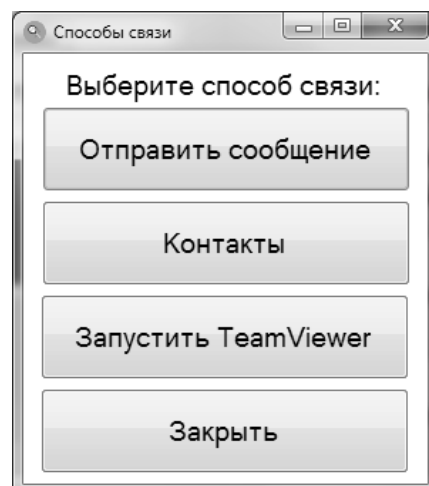 Способы связи
Выберите способ связи:
Отправить сообщение
Контакты
Запустить TeamViewer
Закрыть